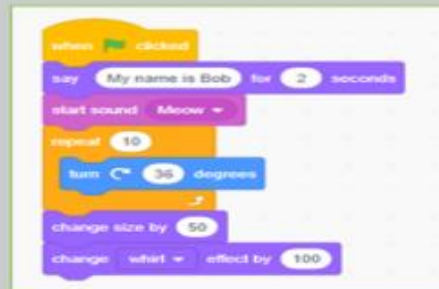 when clicked
say My name is Bob for 2 seconds
start sound Meow
repeat 10
turn 36 degrees
change size by 50
change whirl effect by 100